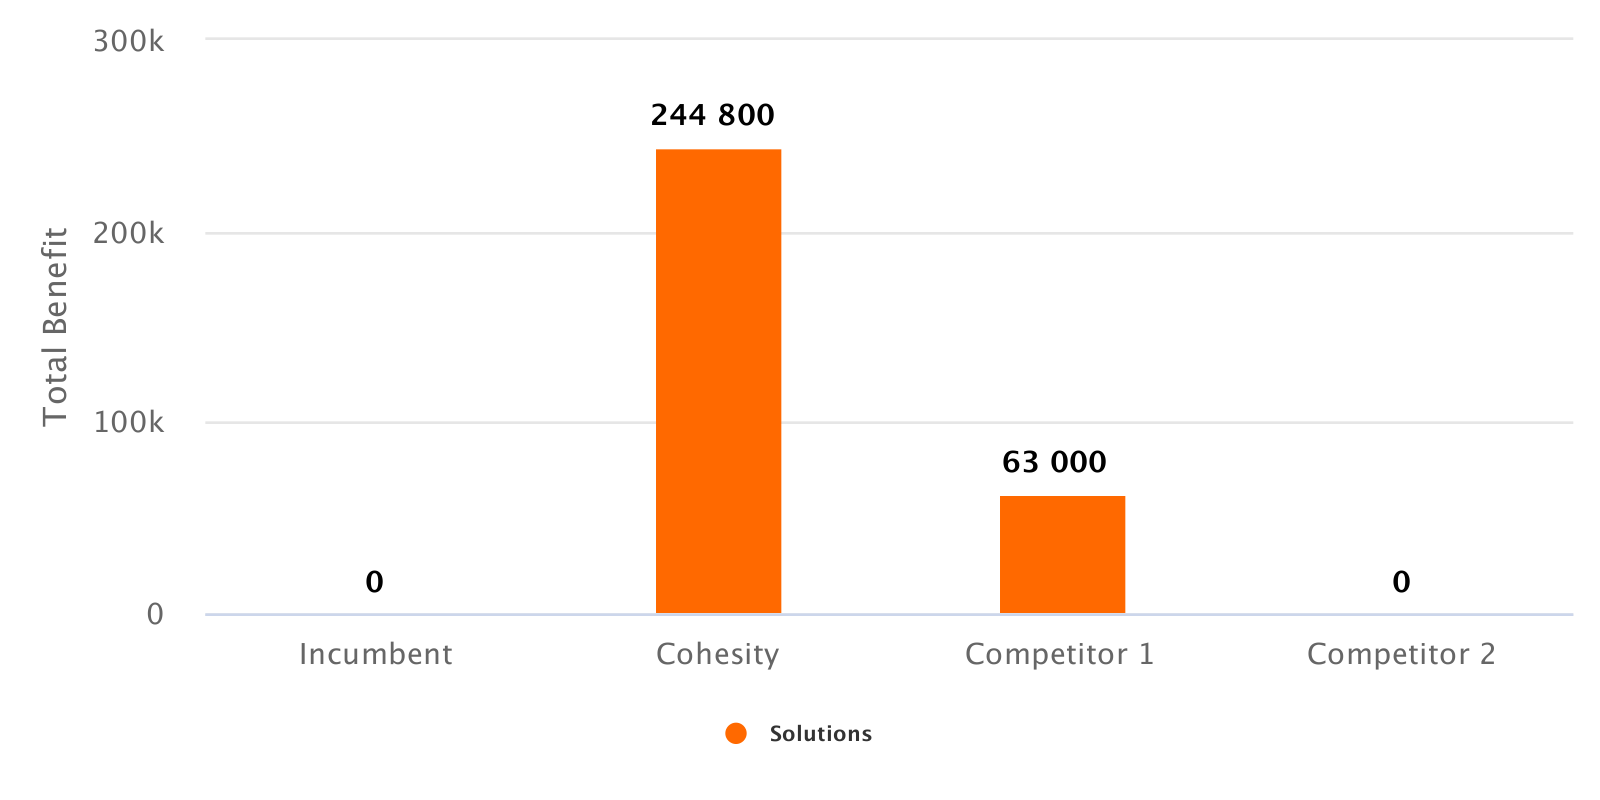 300k
200k
100k
0
Total Benefit
0
244 800
63 000
0
Incumbent
Cohesity
Competitor 1
Competitor 2
Solutions